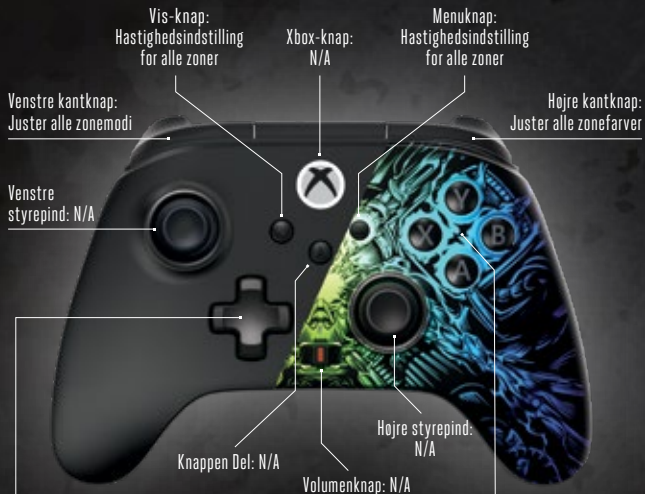 Vis-knap:
Hastighedsindstilling
for alle zoner
Xbox-knap:
N/A
Menuknap:
Hastighedsindstilling
for alle zoner
Venstre kantknap:
Juster alle zonemodi
Højre kantknap:
Juster alle zonefarver
Venstre
styrepind: N/A
Y
X
B
A
Knappen Del: N/A
Højre styrepind:
N/A
Volumenknap: N/A